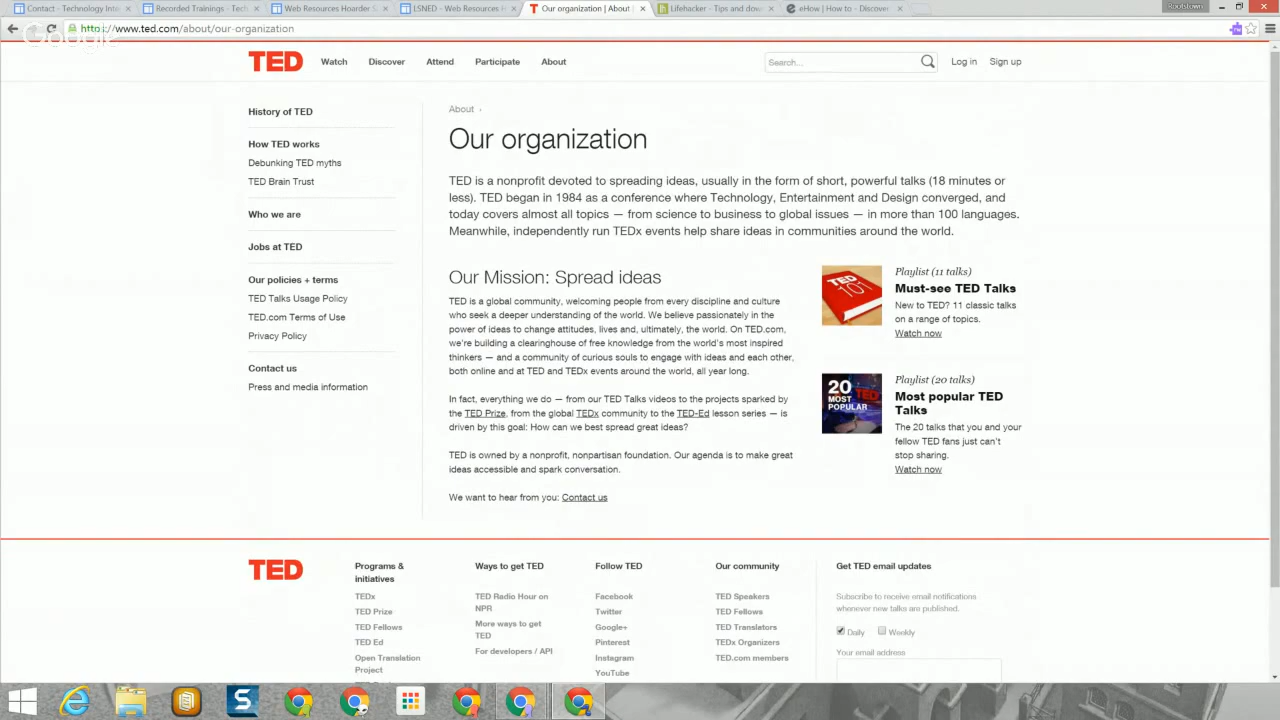 Contact - Technology Inte
Recorded Trainings - Tech
Web Resources Hoarder S
LSNED - Web Resources H
Our organization | About |
Lifehacker - Tips and dow
eHow | How to - Discover
Rootstown
https://www.ted.com/about/our-organization
Google
TED
Watch
Discover
Attend
Participate
About
Search...
Log in
Sign up
History of TED
How TED works
Debunking TED myths
TED Brain Trust
Who we are
Jobs at TED
Our policies + terms
TED Talks Usage Policy
TED.com Terms of Use
Privacy Policy
Contact us
Press and media information
About ›
Our organization
TED is a nonprofit devoted to spreading ideas, usually in the form of short, powerful talks (18 minutes or
less). TED began in 1984 as a conference where Technology, Entertainment and Design converged, and
today covers almost all topics — from science to business to global issues — in more than 100 languages.
Meanwhile, independently run TEDx events help share ideas in communities around the world.
Our Mission: Spread ideas
TED is a global community, welcoming people from every discipline and culture
who seek a deeper understanding of the world. We believe passionately in the
power of ideas to change attitudes, lives and, ultimately, the world. On TED.com,
we're building a clearinghouse of free knowledge from the world's most inspired
thinkers — and a community of curious souls to engage with ideas and each other,
both online and at TED and TEDx events around the world, all year long.
In fact, everything we do — from our TED Talks videos to the projects sparked by
the TED Prize, from the global TEDx community to the TED-Ed lesson series — is
driven by this goal: How can we best spread great ideas?
TED is owned by a nonprofit, nonpartisan foundation. Our agenda is to make great
ideas accessible and spark conversation.
We want to hear from you: Contact us
TED
101
Playlist (11 talks)
Must-see TED Talks
New to TED? 11 classic talks
on a range of topics.
Watch now
20
MOST
POPULAR
TED
Playlist (20 talks)
Most popular TED
Talks
The 20 talks that you and your
fellow TED fans just can't
stop sharing.
Watch now
TED
Programs &
initiatives
TEDx
TED Prize
TED Fellows
TED Ed
Open Translation
Project
Ways to get TED
TED Radio Hour on
NPR
More ways to get
TED
For developers / API
Follow TED
Facebook
Twitter
Google+
Pinterest
Instagram
YouTube
Our community
TED Speakers
TED Fellows
TED Translators
TEDx Organizers
TED.com members
Get TED email updates
Subscribe to receive email notifications
whenever new talks are published.
Daily
Weekly
Your email address
S